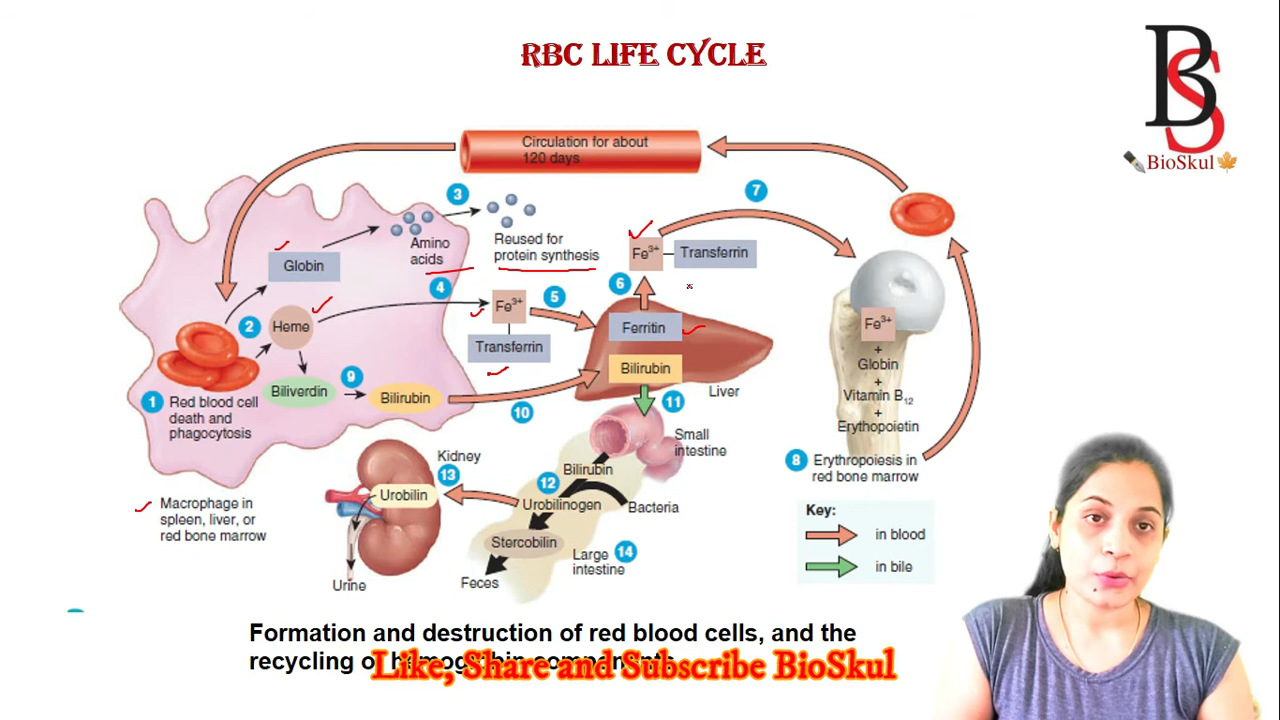 RBC LIFE CYCLE
BS
BioSkul
Circulation for about
120 days
3
7
Globin
Amino
acids
Reused for
protein synthesis
Fe3+
Transferrin
4
5
6
2
Heme
Fe3+
Transferrin
Ferritin
Fe3+
+
Globin
+
Vitamin B12
+
Erythropoietin
Biliverdin
9
Bilirubin
Bilirubin
Liver
1
Red blood cell
death and
phagocytosis
10
11
Small
intestine
8
Erythropoiesis in
red bone marrow
Kidney
13
Urobilin
12
Bilirubin
Urobilinogen
Bacteria
Macrophage in
spleen, liver, or
red bone marrow
Stercobilin
Large
intestine
14
Feces
Urine
Key:
in blood
in bile
Formation and destruction of red blood cells, and the
recycling of hemoglobin components
Like, Share and Subscribe BioSkul